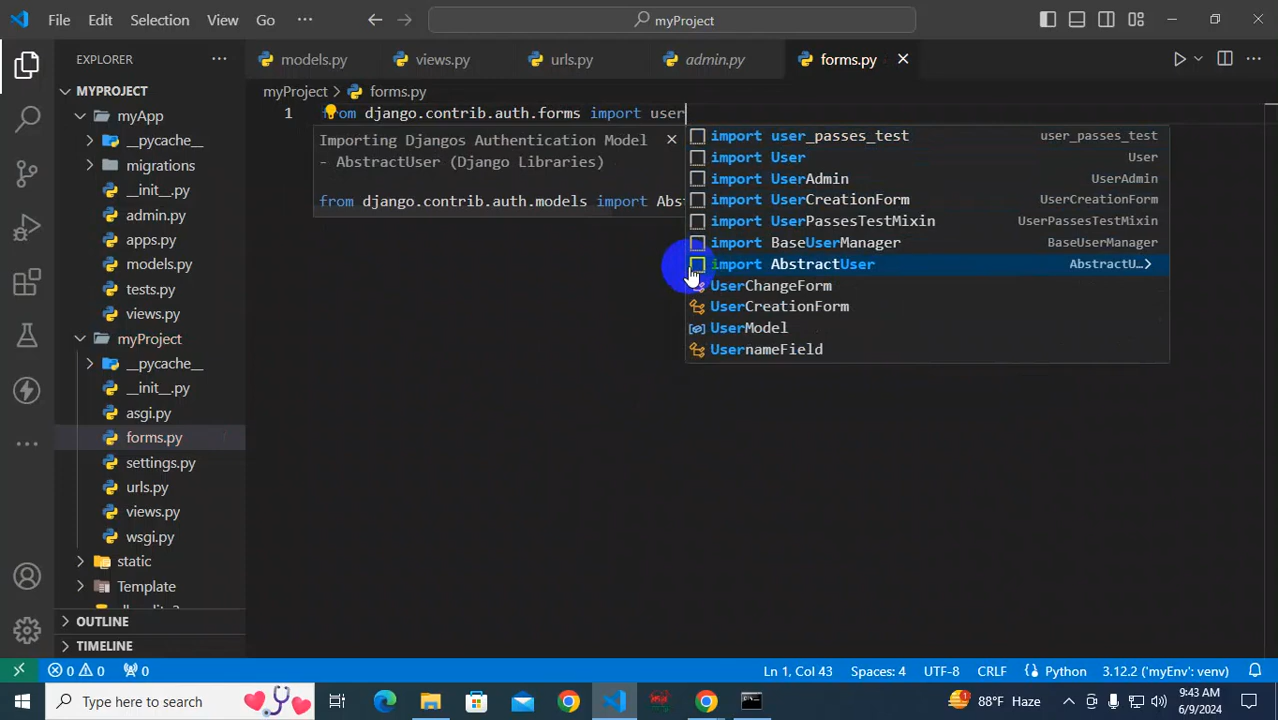 File Edit Selection View Go ··· myProject
EXPLORER ···
models.py views.py urls.py admin.py forms.py
MYPROJECT
myProject > forms.py
myApp
__pycache__
migrations
__init__.py
admin.py
apps.py
models.py
tests.py
views.py
myProject
__pycache__
__init__.py
asgi.py
forms.py
settings.py
urls.py
views.py
wsgi.py
static
Template
OUTLINE
TIMELINE
1 from django.contrib.auth.forms import user
Importing Djangos Authentication Model
- AbstractUser (Django Libraries)
from django.contrib.auth.models import Abs
import user_passes_test user_passes_test
import User User
import UserAdmin UserAdmin
import UserCreationForm UserCreationForm
import UserPassesTestMixin UserPassesTestMixin
import BaseUserManager BaseUserManager
import AbstractUser AbstractU…
UserChangeForm
UserCreationForm
UserModel
UsernameField
0 0 0 Ln 1, Col 43 Spaces: 4 UTF-8 CRLF Python 3.12.2 ('myEnv': venv)
Type here to search 1 88°F Haze 9:43 AM
6/9/2024